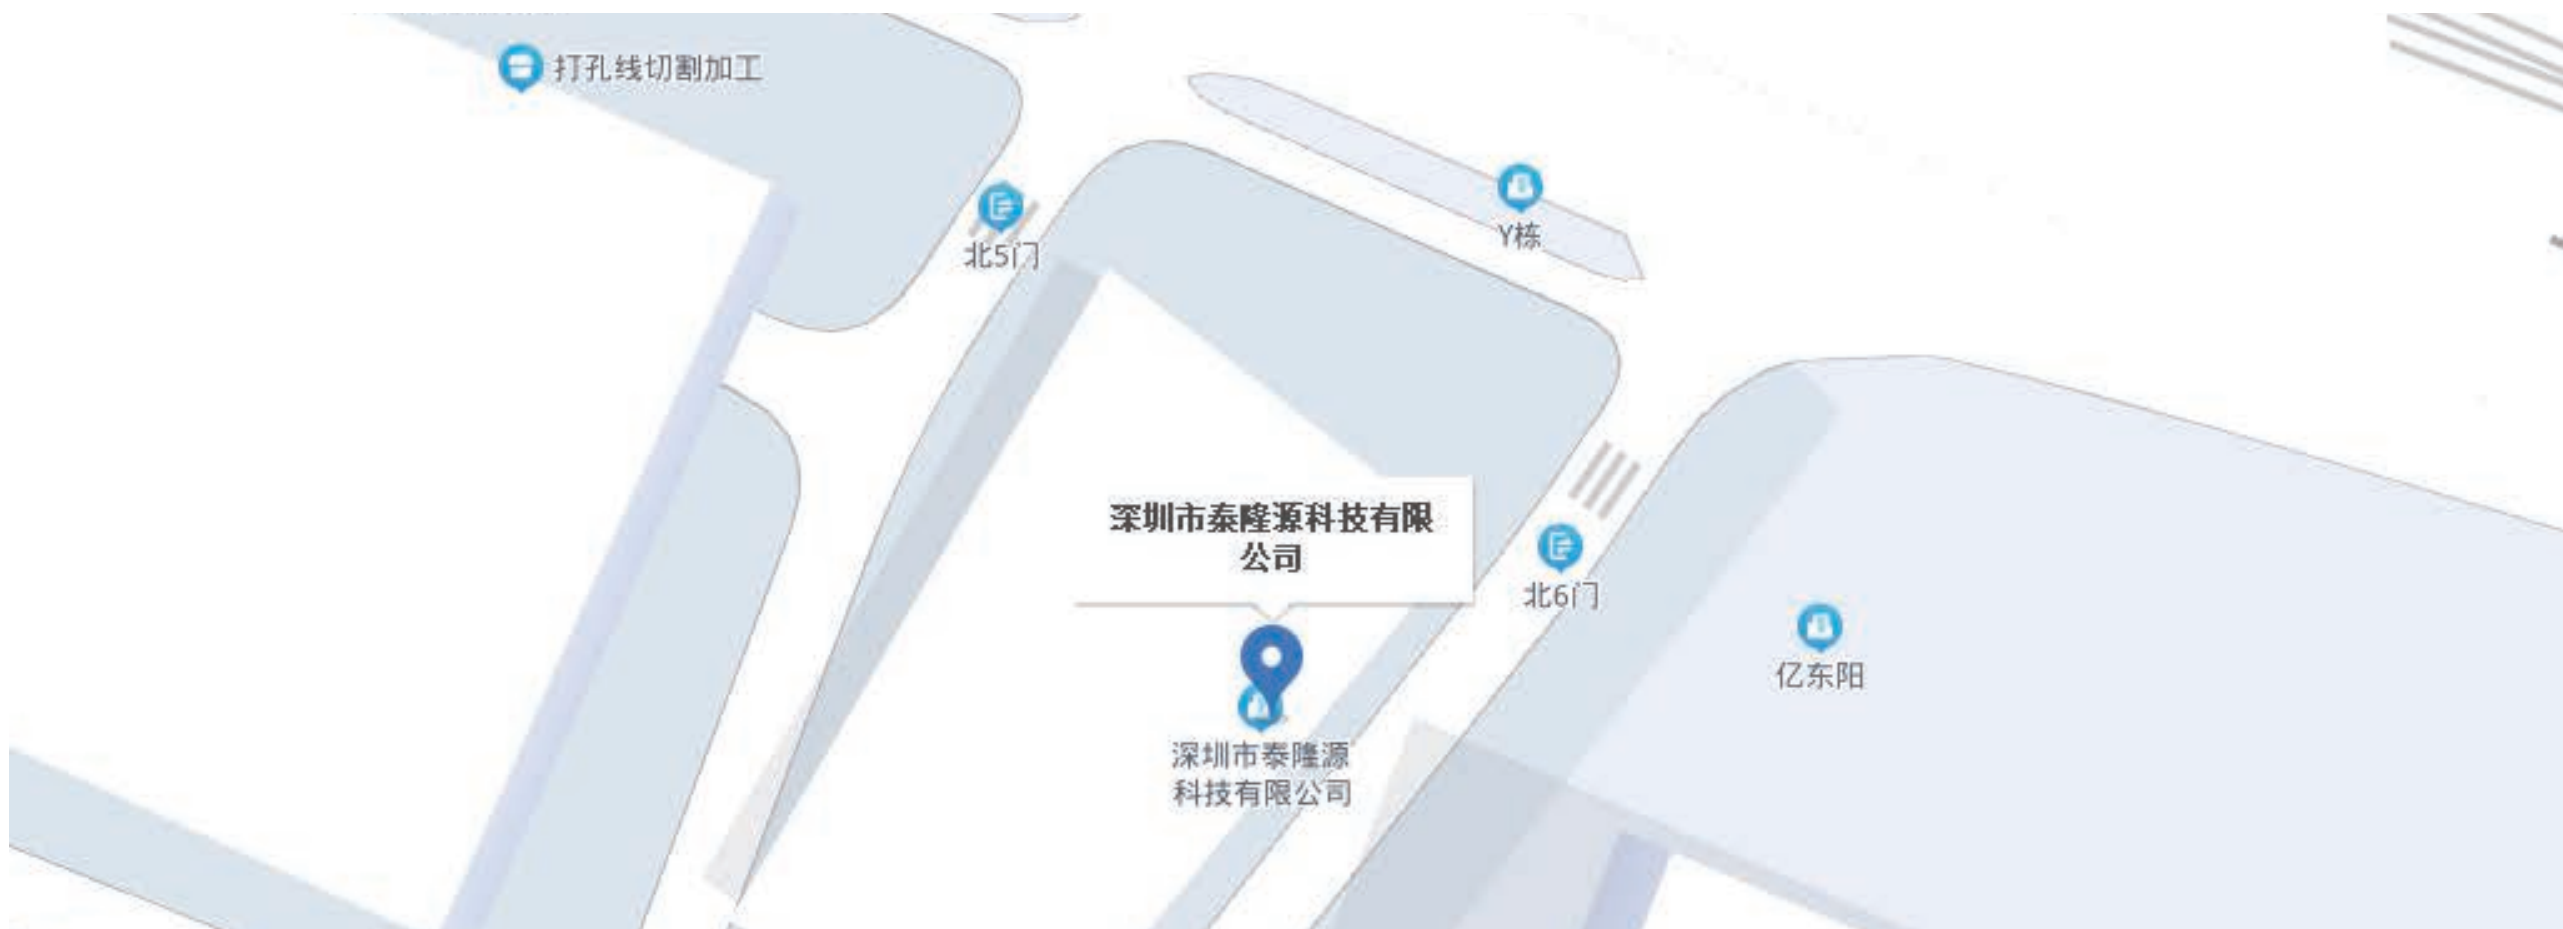 打孔线切割加工
Y栋
北5门
深圳市泰隆源科技有限
公司
北6门
亿东阳
深圳市泰隆源
科技有限公司